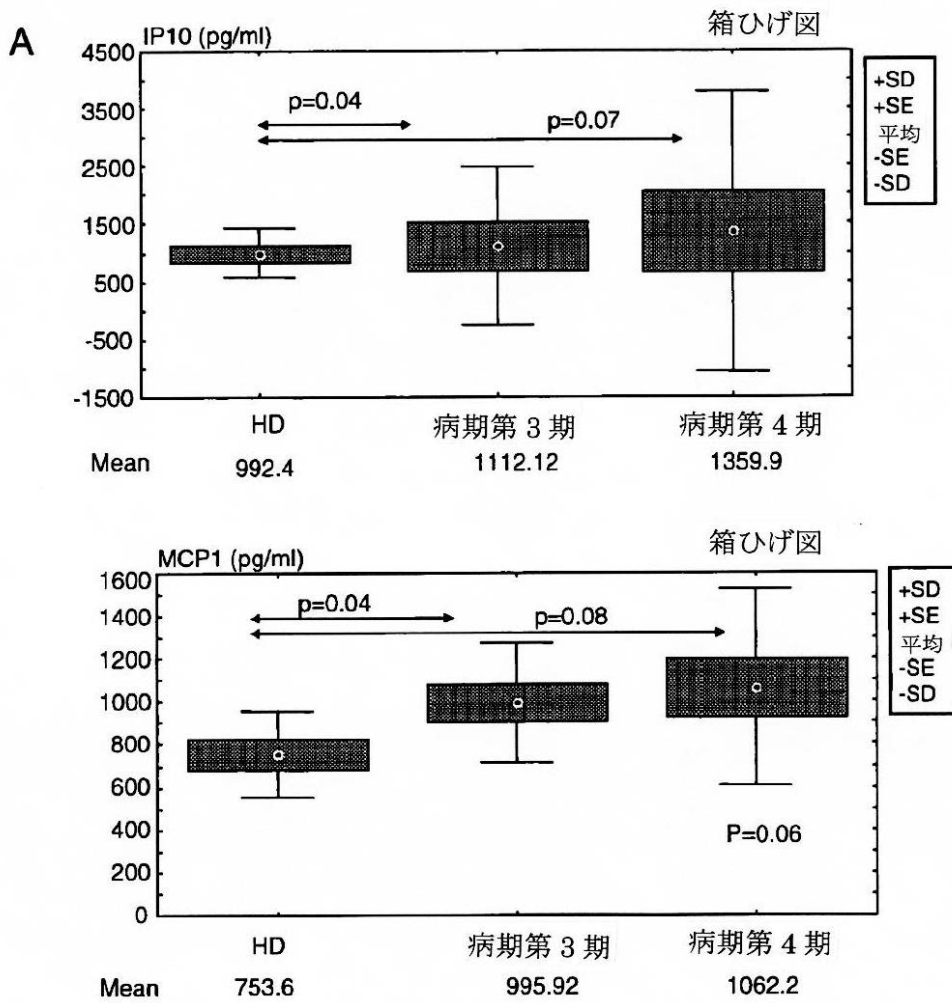 A
IP10 (pg/ml)
箱ひげ図
4500
3500
2500
1500
500
-500
-1500
p=0.04
p=0.07
+SD
+SE
平均
-SE
-SD
HD
病期第3期
病期第4期
Mean
992.4
1112.12
1359.9
MCP1 (pg/ml)
箱ひげ図
1600
1400
1200
1000
800
600
400
200
0
p=0.04
p=0.08
P=0.06
+SD
+SE
平均
-SE
-SD
HD
病期第3期
病期第4期
Mean
753.6
995.92
1062.2